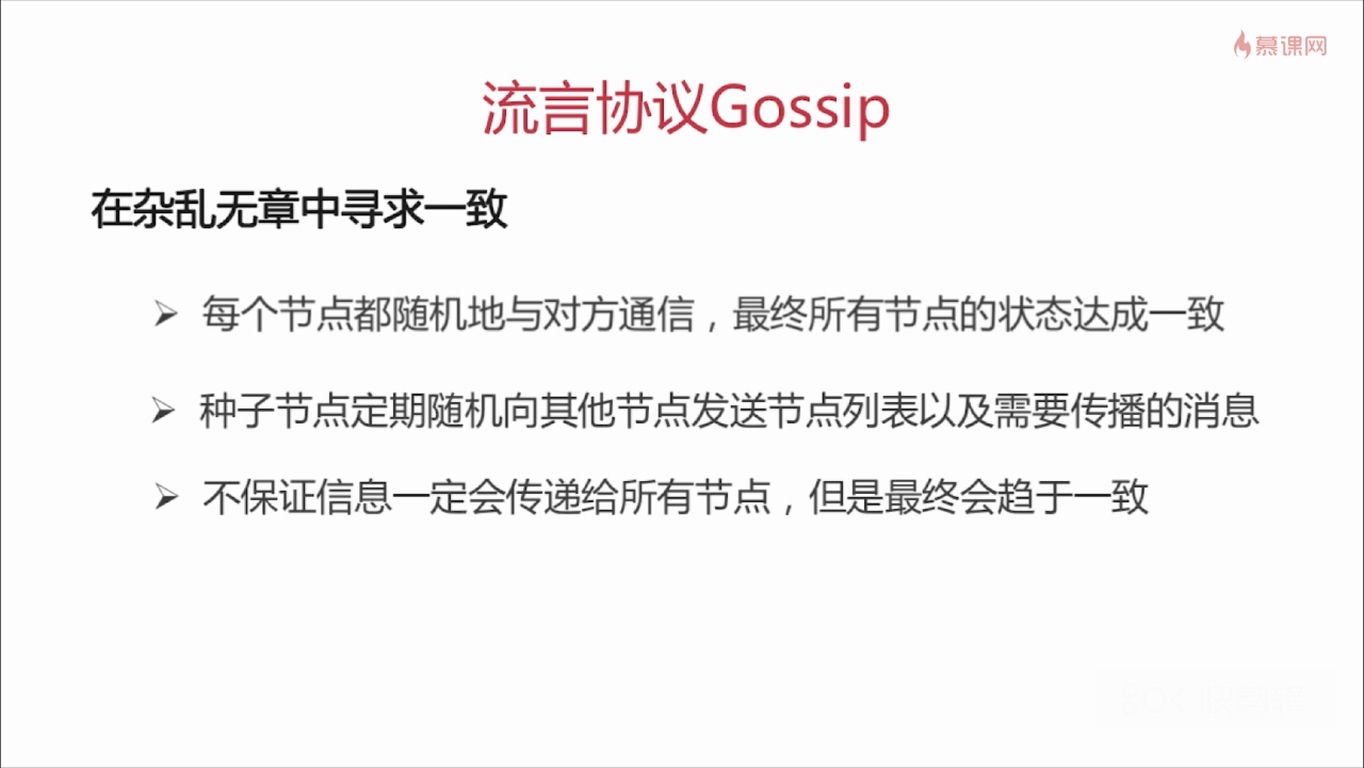 慕课网
流言协议Gossip
在杂乱无章中寻求一致
每个节点都随机地与对方通信，最终所有节点的状态达成一致
种子节点定期随机向其他节点发送节点列表以及需要传播的消息
不保证信息一定会传递给所有节点，但是最终会趋于一致